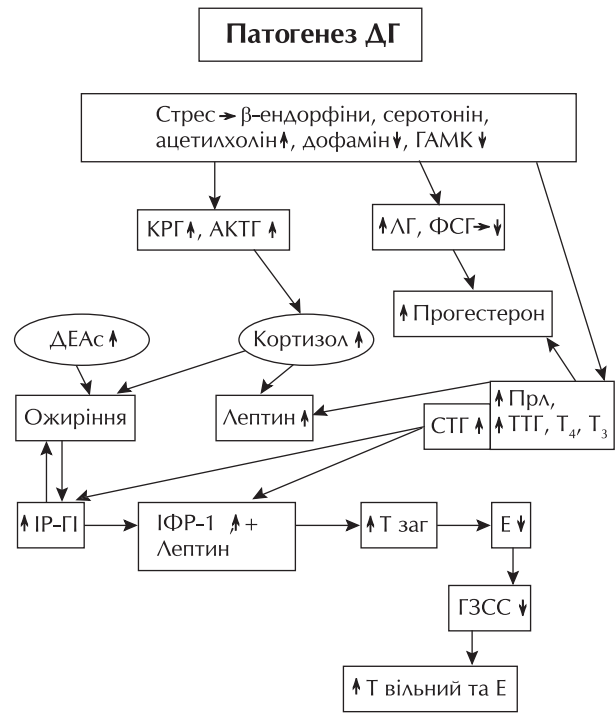 Патогенез ДГ
Стрес → β-ендорфіни, серотонін,
ацетилхолін↑, дофамін↓, ГАМК ↓
КРГ↑, АКТГ ↑
↑ЛГ, ФСГ→↓
↑ Прогестерон
ДЕАс ↑
Кортизол ↑
Ожиріння
Лептин ↑
СТГ ↑
↑ Прл,
↑ ТТГ, Т₄, Т₃
↑ ІР-ГІ
ІФР-1 ↑ +
Лептин
↑ Т заг
Е ↓
ГЗСС ↓
↑ Т вільний та Е